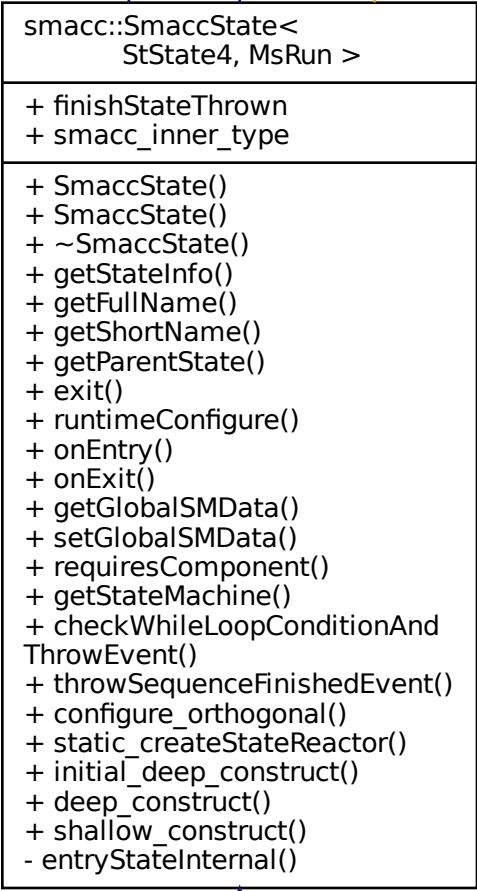 smacc::SmaccState<
StState4, MsRun >
+ finishStateThrown
+ smacc_inner_type
+ SmaccState()
+ SmaccState()
+ ~SmaccState()
+ getStateInfo()
+ getFullName()
+ getShortName()
+ getParentState()
+ exit()
+ runtimeConfigure()
+ onEntry()
+ onExit()
+ getGlobalSMData()
+ setGlobalSMData()
+ requiresComponent()
+ getStateMachine()
+ checkWhileLoopConditionAnd
ThrowEvent()
+ throwSequenceFinishedEvent()
+ configure_orthogonal()
+ static_createStateReactor()
+ initial_deep_construct()
+ deep_construct()
+ shallow_construct()
- entryStateInternal()